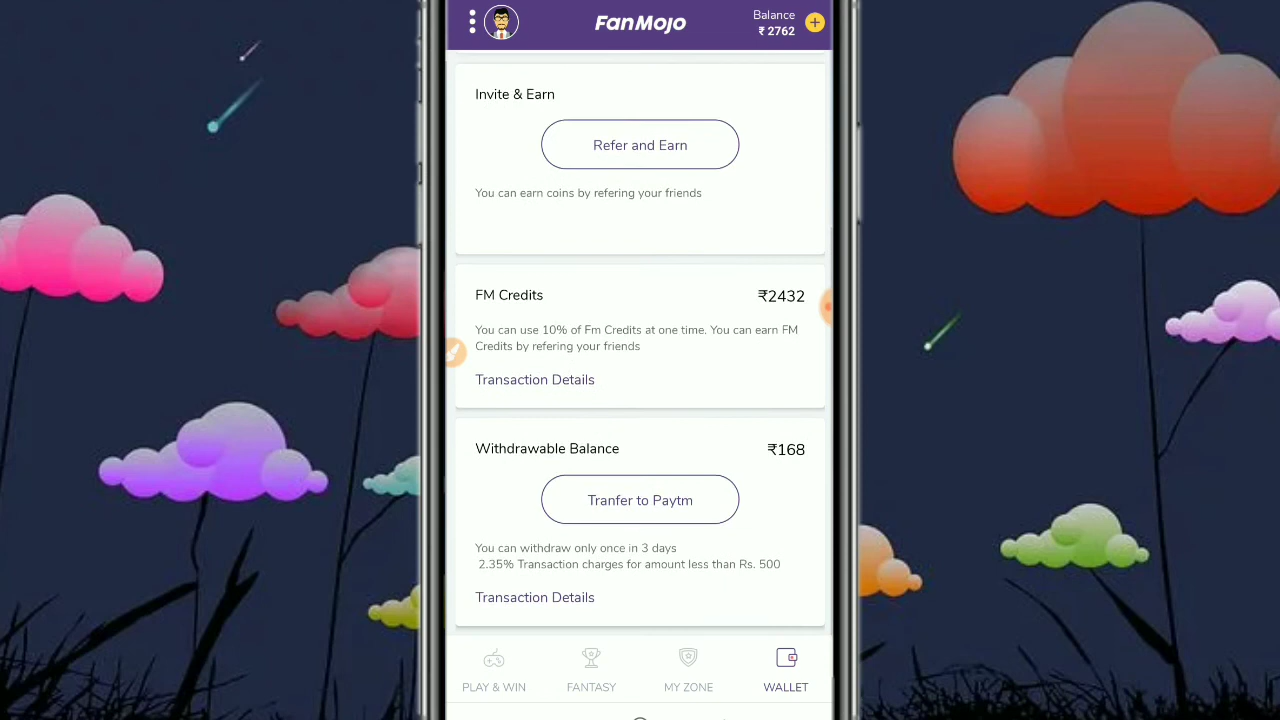 FanMojo
Balance
₹ 2762
Invite & Earn
Refer and Earn
You can earn coins by refering your friends
FM Credits
₹2432
You can use 10% of Fm Credits at one time. You can earn FM
Credits by refering your friends
Transaction Details
Withdrawable Balance
₹168
Tranfer to Paytm
You can withdraw only once in 3 days
2.35% Transaction charges for amount less than Rs. 500
Transaction Details
PLAY & WIN
FANTASY
MY ZONE
WALLET